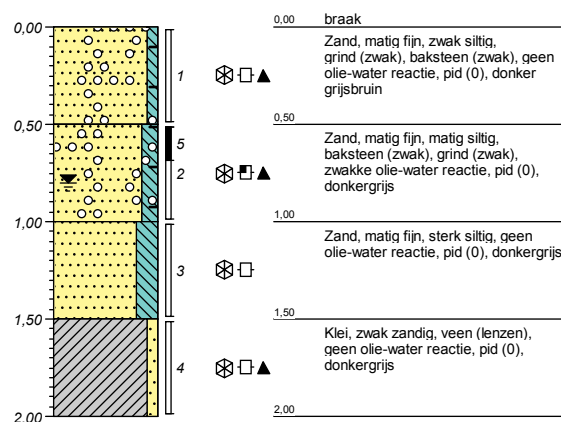 0,00
0,50
1,00
1,50
2,00
1
5
2
3
4
0,00 braak
Zand, matig fijn, zwak siltig,
grind (zwak), baksteen (zwak), geen
olie-water reactie, pid (0), donker
grijsbruin
0,50
Zand, matig fijn, matig siltig,
baksteen (zwak), grind (zwak),
zwakke olie-water reactie, pid (0),
donkergrijs
1,00
Zand, matig fijn, sterk siltig, geen
olie-water reactie, pid (0), donkergrijs
1,50
Klei, zwak zandig, veen (lenzen),
geen olie-water reactie, pid (0),
donkergrijs
2,00